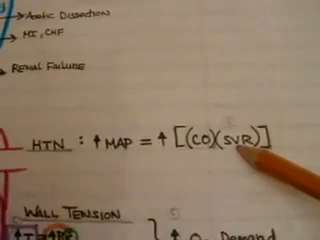 → Aortic Dissection
→ MI, CHF
→ Renal Failure
HTN : ↑ MAP = ↑ [(CO)(SVR)]
Wall Tension
Demand